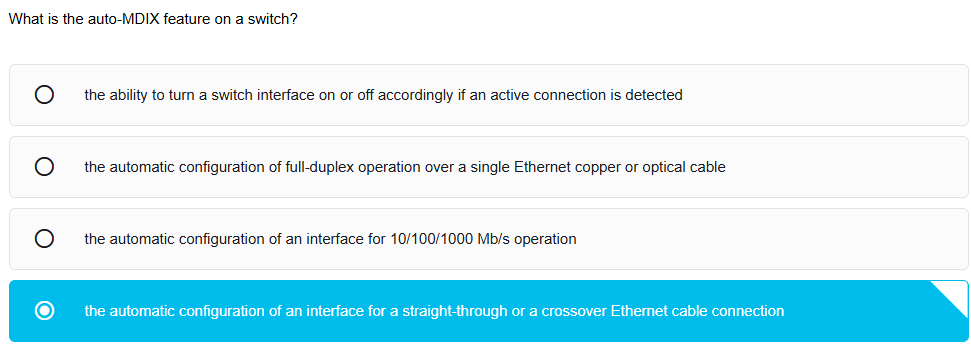 What is the auto-MDIX feature on a switch?
the ability to turn a switch interface on or off accordingly if an active connection is detected
the automatic configuration of full-duplex operation over a single Ethernet copper or optical cable
the automatic configuration of an interface for 10/100/1000 Mb/s operation
the automatic configuration of an interface for a straight-through or a crossover Ethernet cable connection